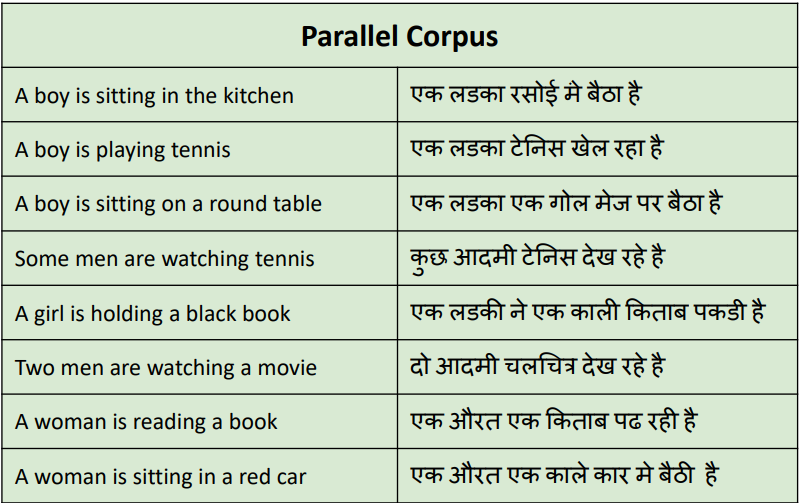 Parallel Corpus
A boy is sitting in the kitchen एक लडका रसोई मे बैठा है
A boy is playing tennis एक लडका टेनिस खेल रहा है
A boy is sitting on a round table एक लडका एक गोल मेज पर बैठा है
Some men are watching tennis कुछ आदमी टेनिस देख रहे है
A girl is holding a black book एक लडकी ने एक काली किताब पकडी है
Two men are watching a movie दो आदमी चलचित्र देख रहे है
A woman is reading a book एक औरत एक किताब पढ रही है
A woman is sitting in a red car एक औरत एक काले कार मे बैठी है